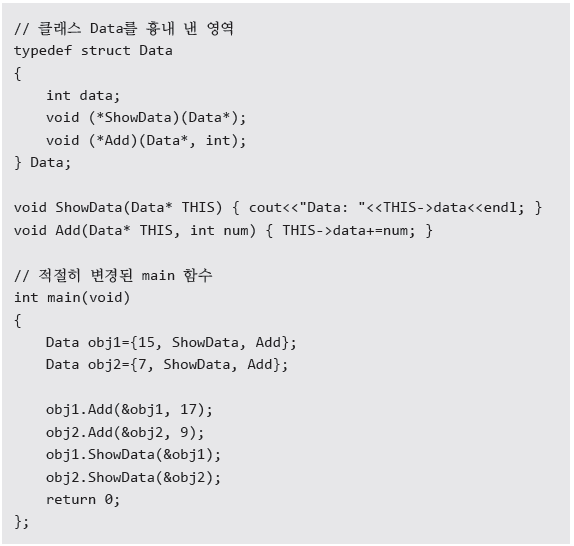 // 클래스 Data를 흉내 낸 영역
typedef struct Data
{
    int data;
    void (*ShowData)(Data*);
    void (*Add)(Data*, int);
} Data;

void ShowData(Data* THIS) { cout<<"Data: "<<THIS->data<<endl; }
void Add(Data* THIS, int num) { THIS->data+=num; }

// 적절히 변경된 main 함수
int main(void)
{
    Data obj1={15, ShowData, Add};
    Data obj2={7, ShowData, Add};

    obj1.Add(&obj1, 17);
    obj2.Add(&obj2, 9);
    obj1.ShowData(&obj1);
    obj2.ShowData(&obj2);
    return 0;
};